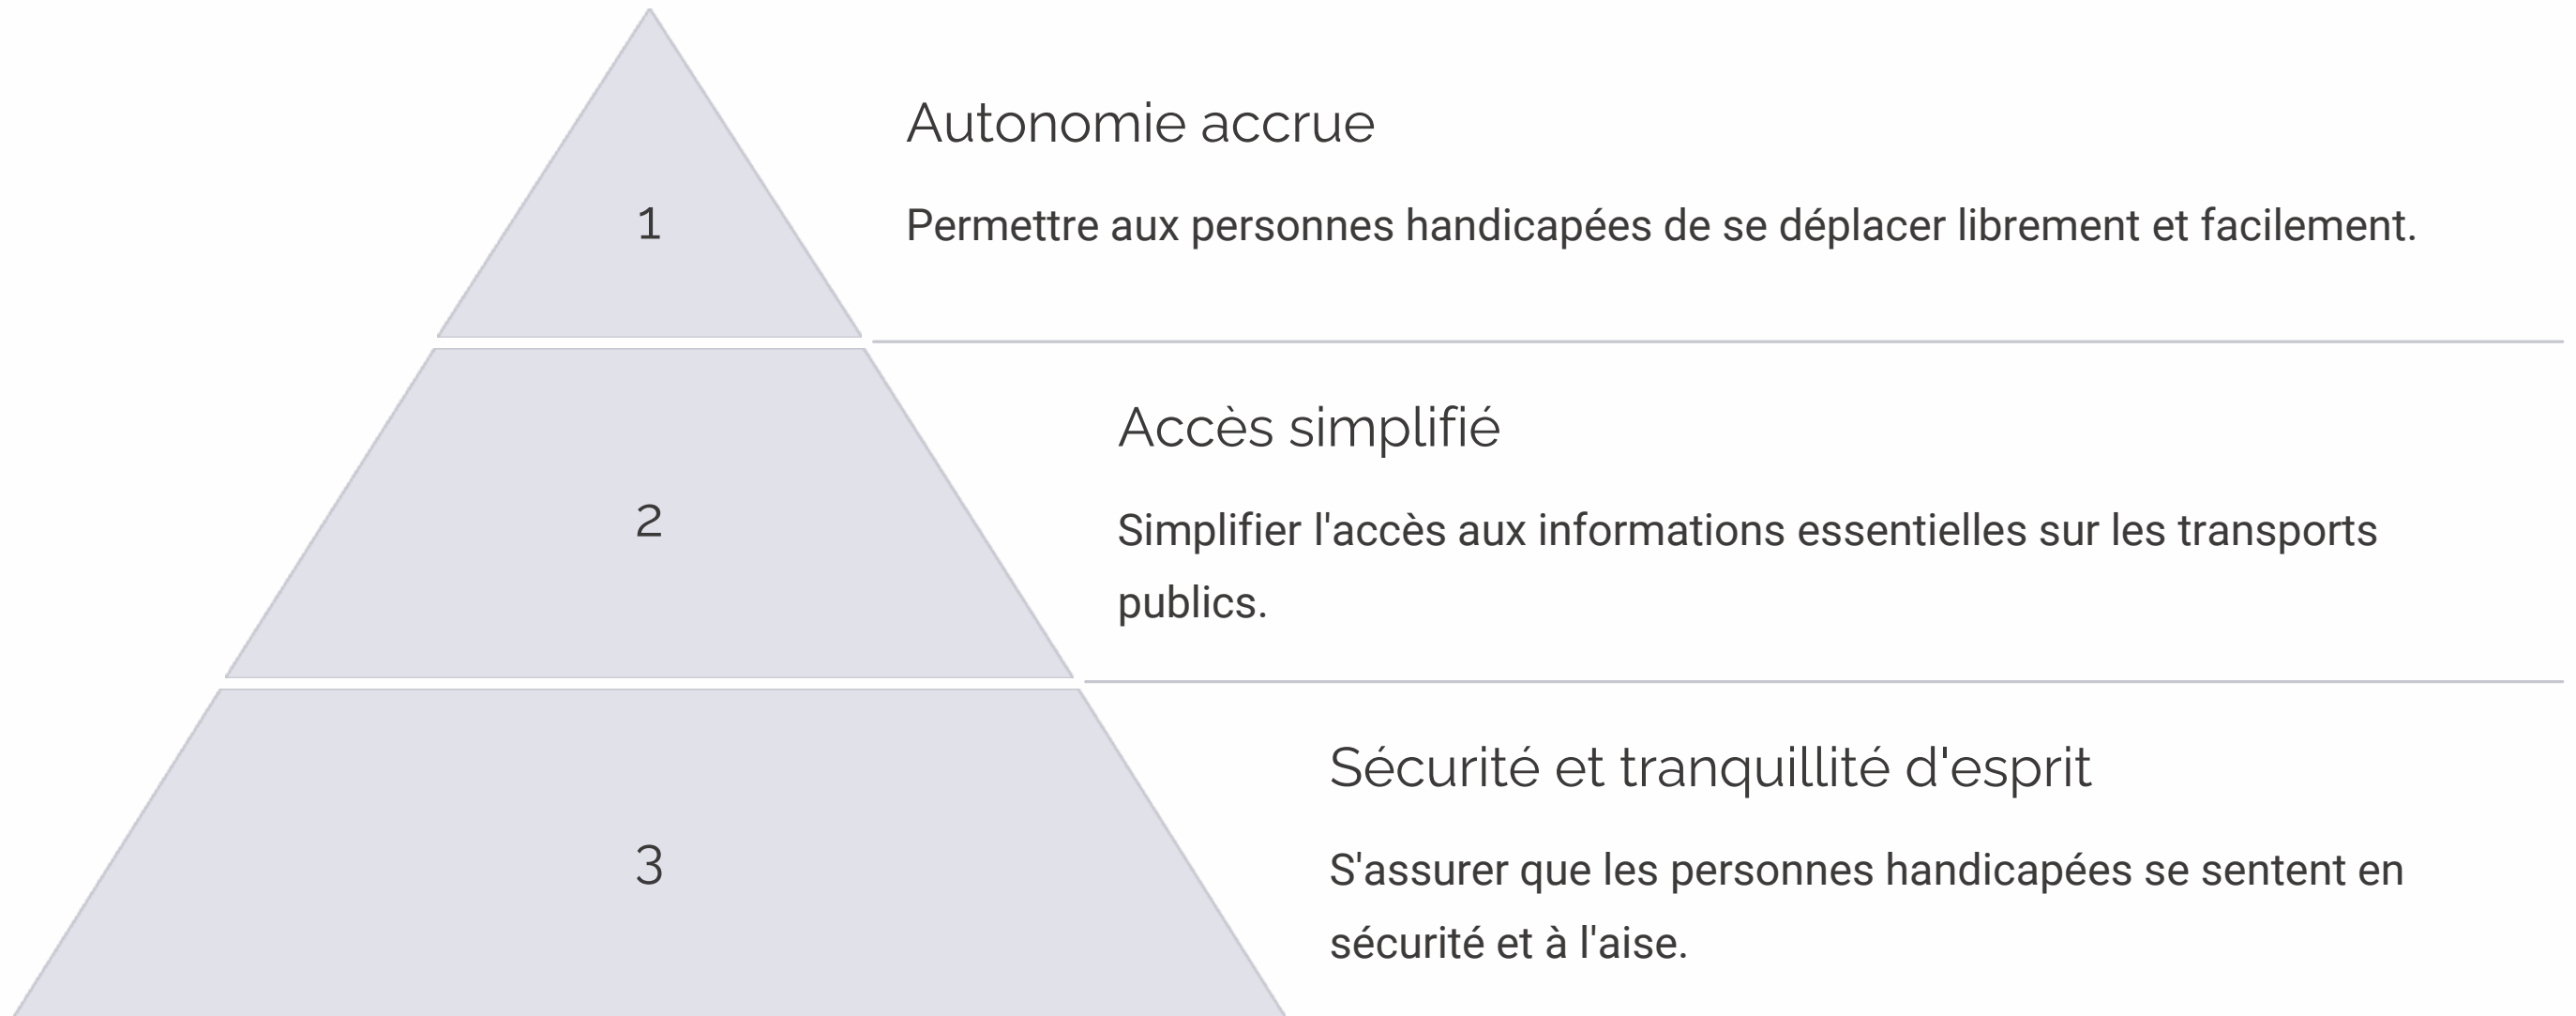 Autonomie accrue
1
Permettre aux personnes handicapées de se déplacer librement et facilement.
Accès simplifié
2
Simplifier l'accès aux informations essentielles sur les transports
publics.
Sécurité et tranquillité d'esprit
3
S'assurer que les personnes handicapées se sentent en
sécurité et à l'aise.